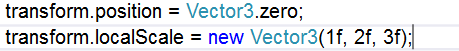 transform.position = Vector3.zero;
transform.localScale = new Vector3(1f, 2f, 3f);